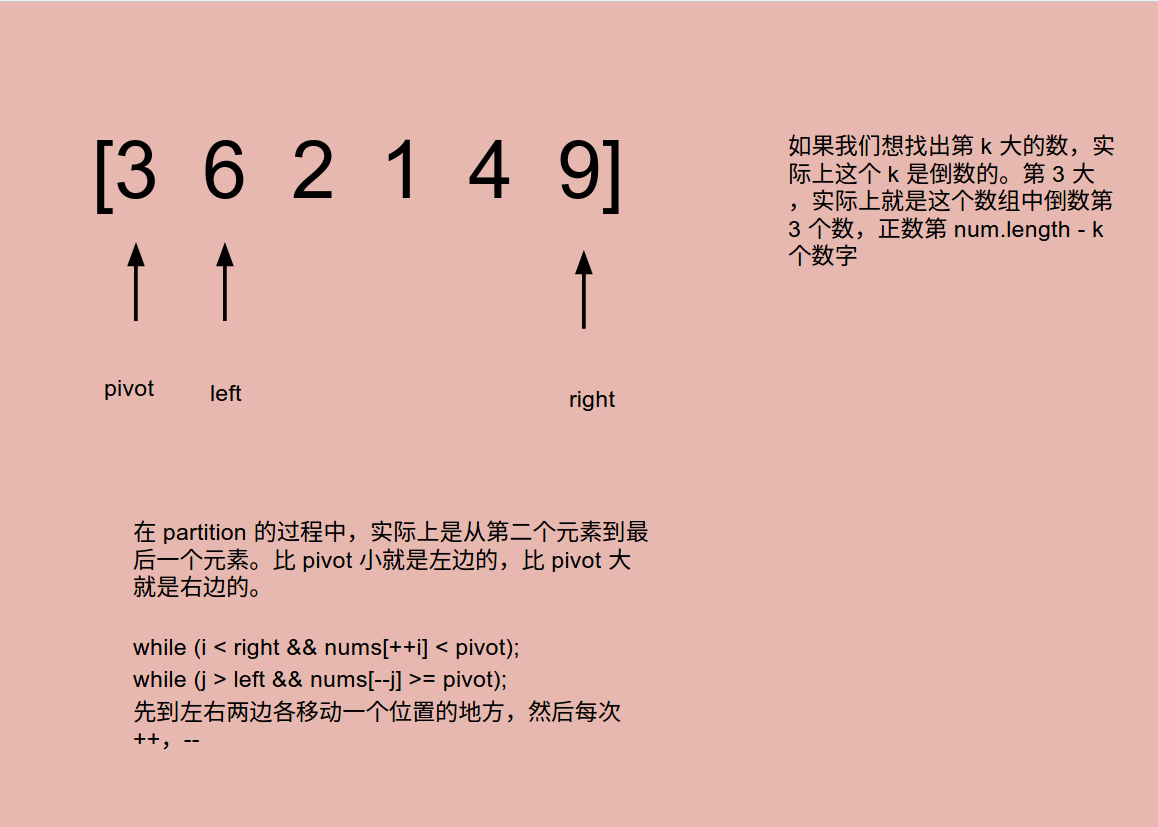 [3 6 2 1 4 9]
pivot
left
right
如果我们想找出第 k 大的数，实
际上这个 k 是倒数的。第 3 大
，实际上就是这个数组中倒数第
3 个数，正数第 num.length - k
个数字
在 partition 的过程中，实际上是从第二个元素到最
后一个元素。比 pivot 小就是左边的，比 pivot 大
就是右边的。
while (i < right && nums[++i] < pivot);
while (j > left && nums[--j] >= pivot);
先到左右两边各移动一个位置的地方，然后每次
++，--